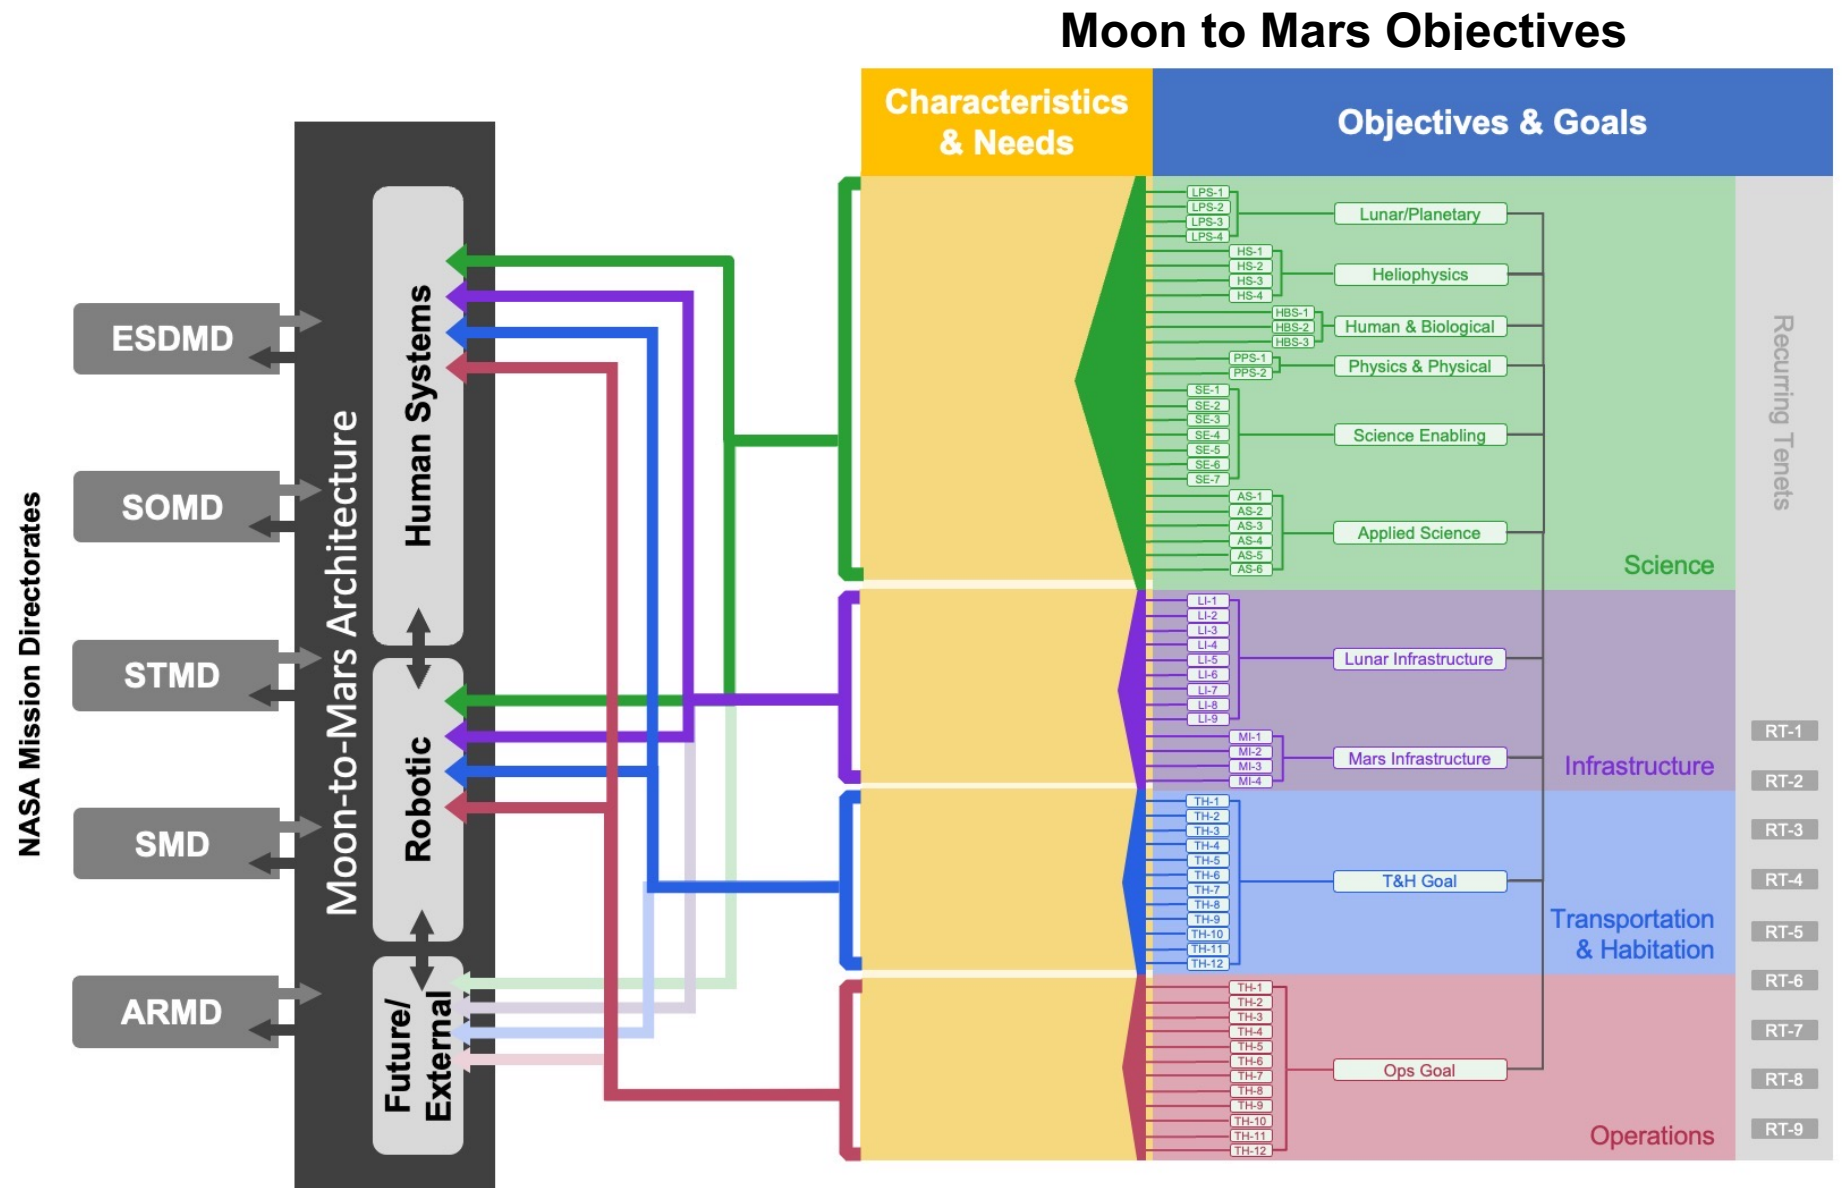 Moon to Mars Objectives
Characteristics
& Needs
Objectives & Goals
NASA Mission Directorates
ESDMD
SOMD
STMD
SMD
ARMD
Moon-to-Mars Architecture
Human Systems
Robotic
Future/
External
LPS-1
LPS-2
LPS-3
LPS-4
Lunar/Planetary
HS-1
HS-2
HS-3
HS-4
Heliophysics
HBS-1
HBS-2
HBS-3
Human & Biological
PPS-1
PPS-2
Physics & Physical
SE-1
SE-2
SE-3
SE-4
SE-5
SE-6
SE-7
Science Enabling
AS-1
AS-2
AS-3
AS-4
AS-5
AS-6
Applied Science
Science
LI-1
LI-2
LI-3
LI-4
LI-5
LI-6
LI-7
LI-8
LI-9
Lunar Infrastructure
MI-1
MI-2
MI-3
MI-4
Mars Infrastructure
Infrastructure
TH-1
TH-2
TH-3
TH-4
TH-5
TH-6
TH-7
TH-8
TH-9
TH-10
TH-11
TH-12
T&H Goal
Transportation
& Habitation
TH-1
TH-2
TH-3
TH-4
TH-5
TH-6
TH-7
TH-8
TH-9
TH-10
TH-11
TH-12
Ops Goal
Operations
Recurring Tenets
RT-1
RT-2
RT-3
RT-4
RT-5
RT-6
RT-7
RT-8
RT-9